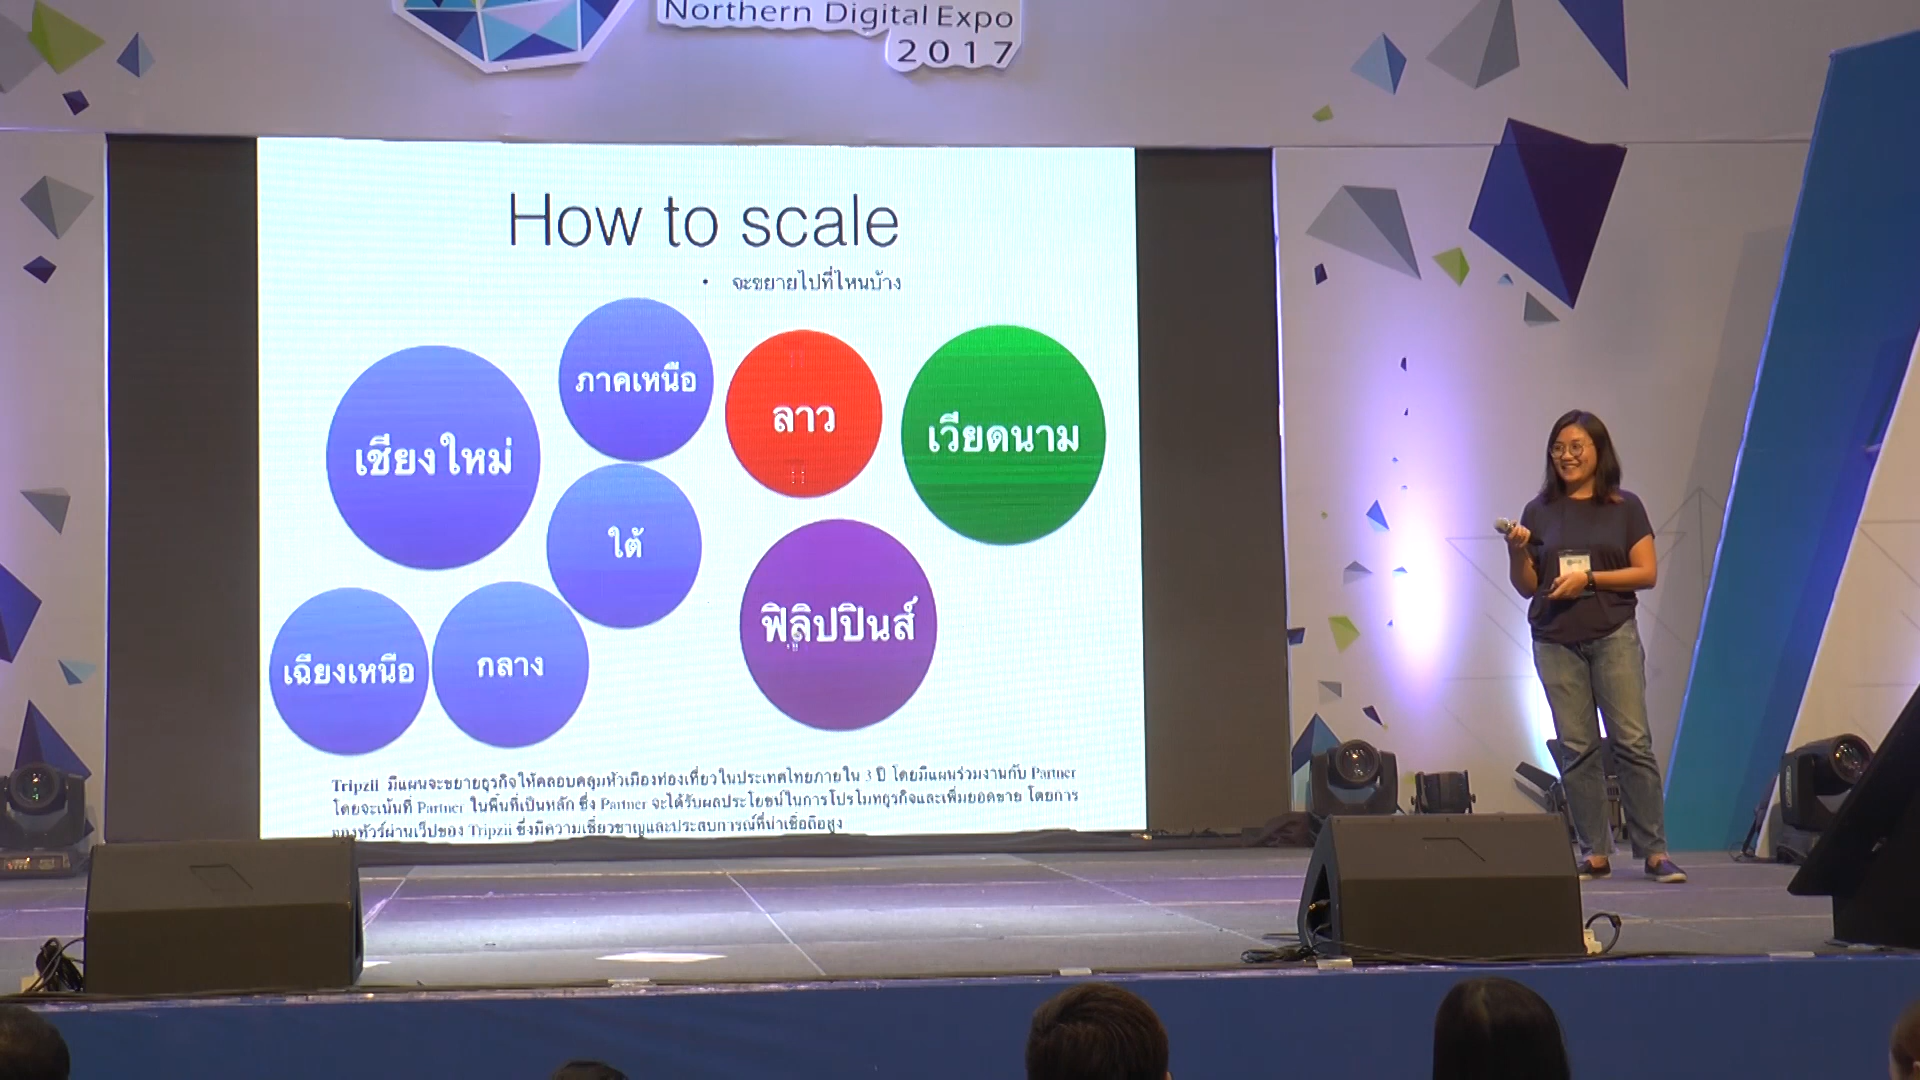 Northern Digital Expo
2017
How to scale
• จะขยายไปที่ไหนบ้าง
ภาคเหนือ
ลาว
เวียดนาม
เชียงใหม่
ใต้
ฟิลิปปินส์
เฉียงเหนือ
กลาง
Tripzii มีแผนจะขยายธุรกิจให้คลอบคลุมหัวเมืองท่องเที่ยวในประเทศไทยภายใน 3 ปี โดยมีแผนร่วมงานกับ Partner
โดยจะเน้นที่ Partner ในพื้นที่เป็นหลัก ซึ่ง Partner จะได้รับผลประโยชน์ในการโปรโมทธุรกิจและเพิ่มยอดขาย โดยการ
จองทัวร์ผ่านเว็ปของ Tripzii ซึ่งมีความเชี่ยวชาญและประสบการณ์ที่น่าเชื่อถือสูง